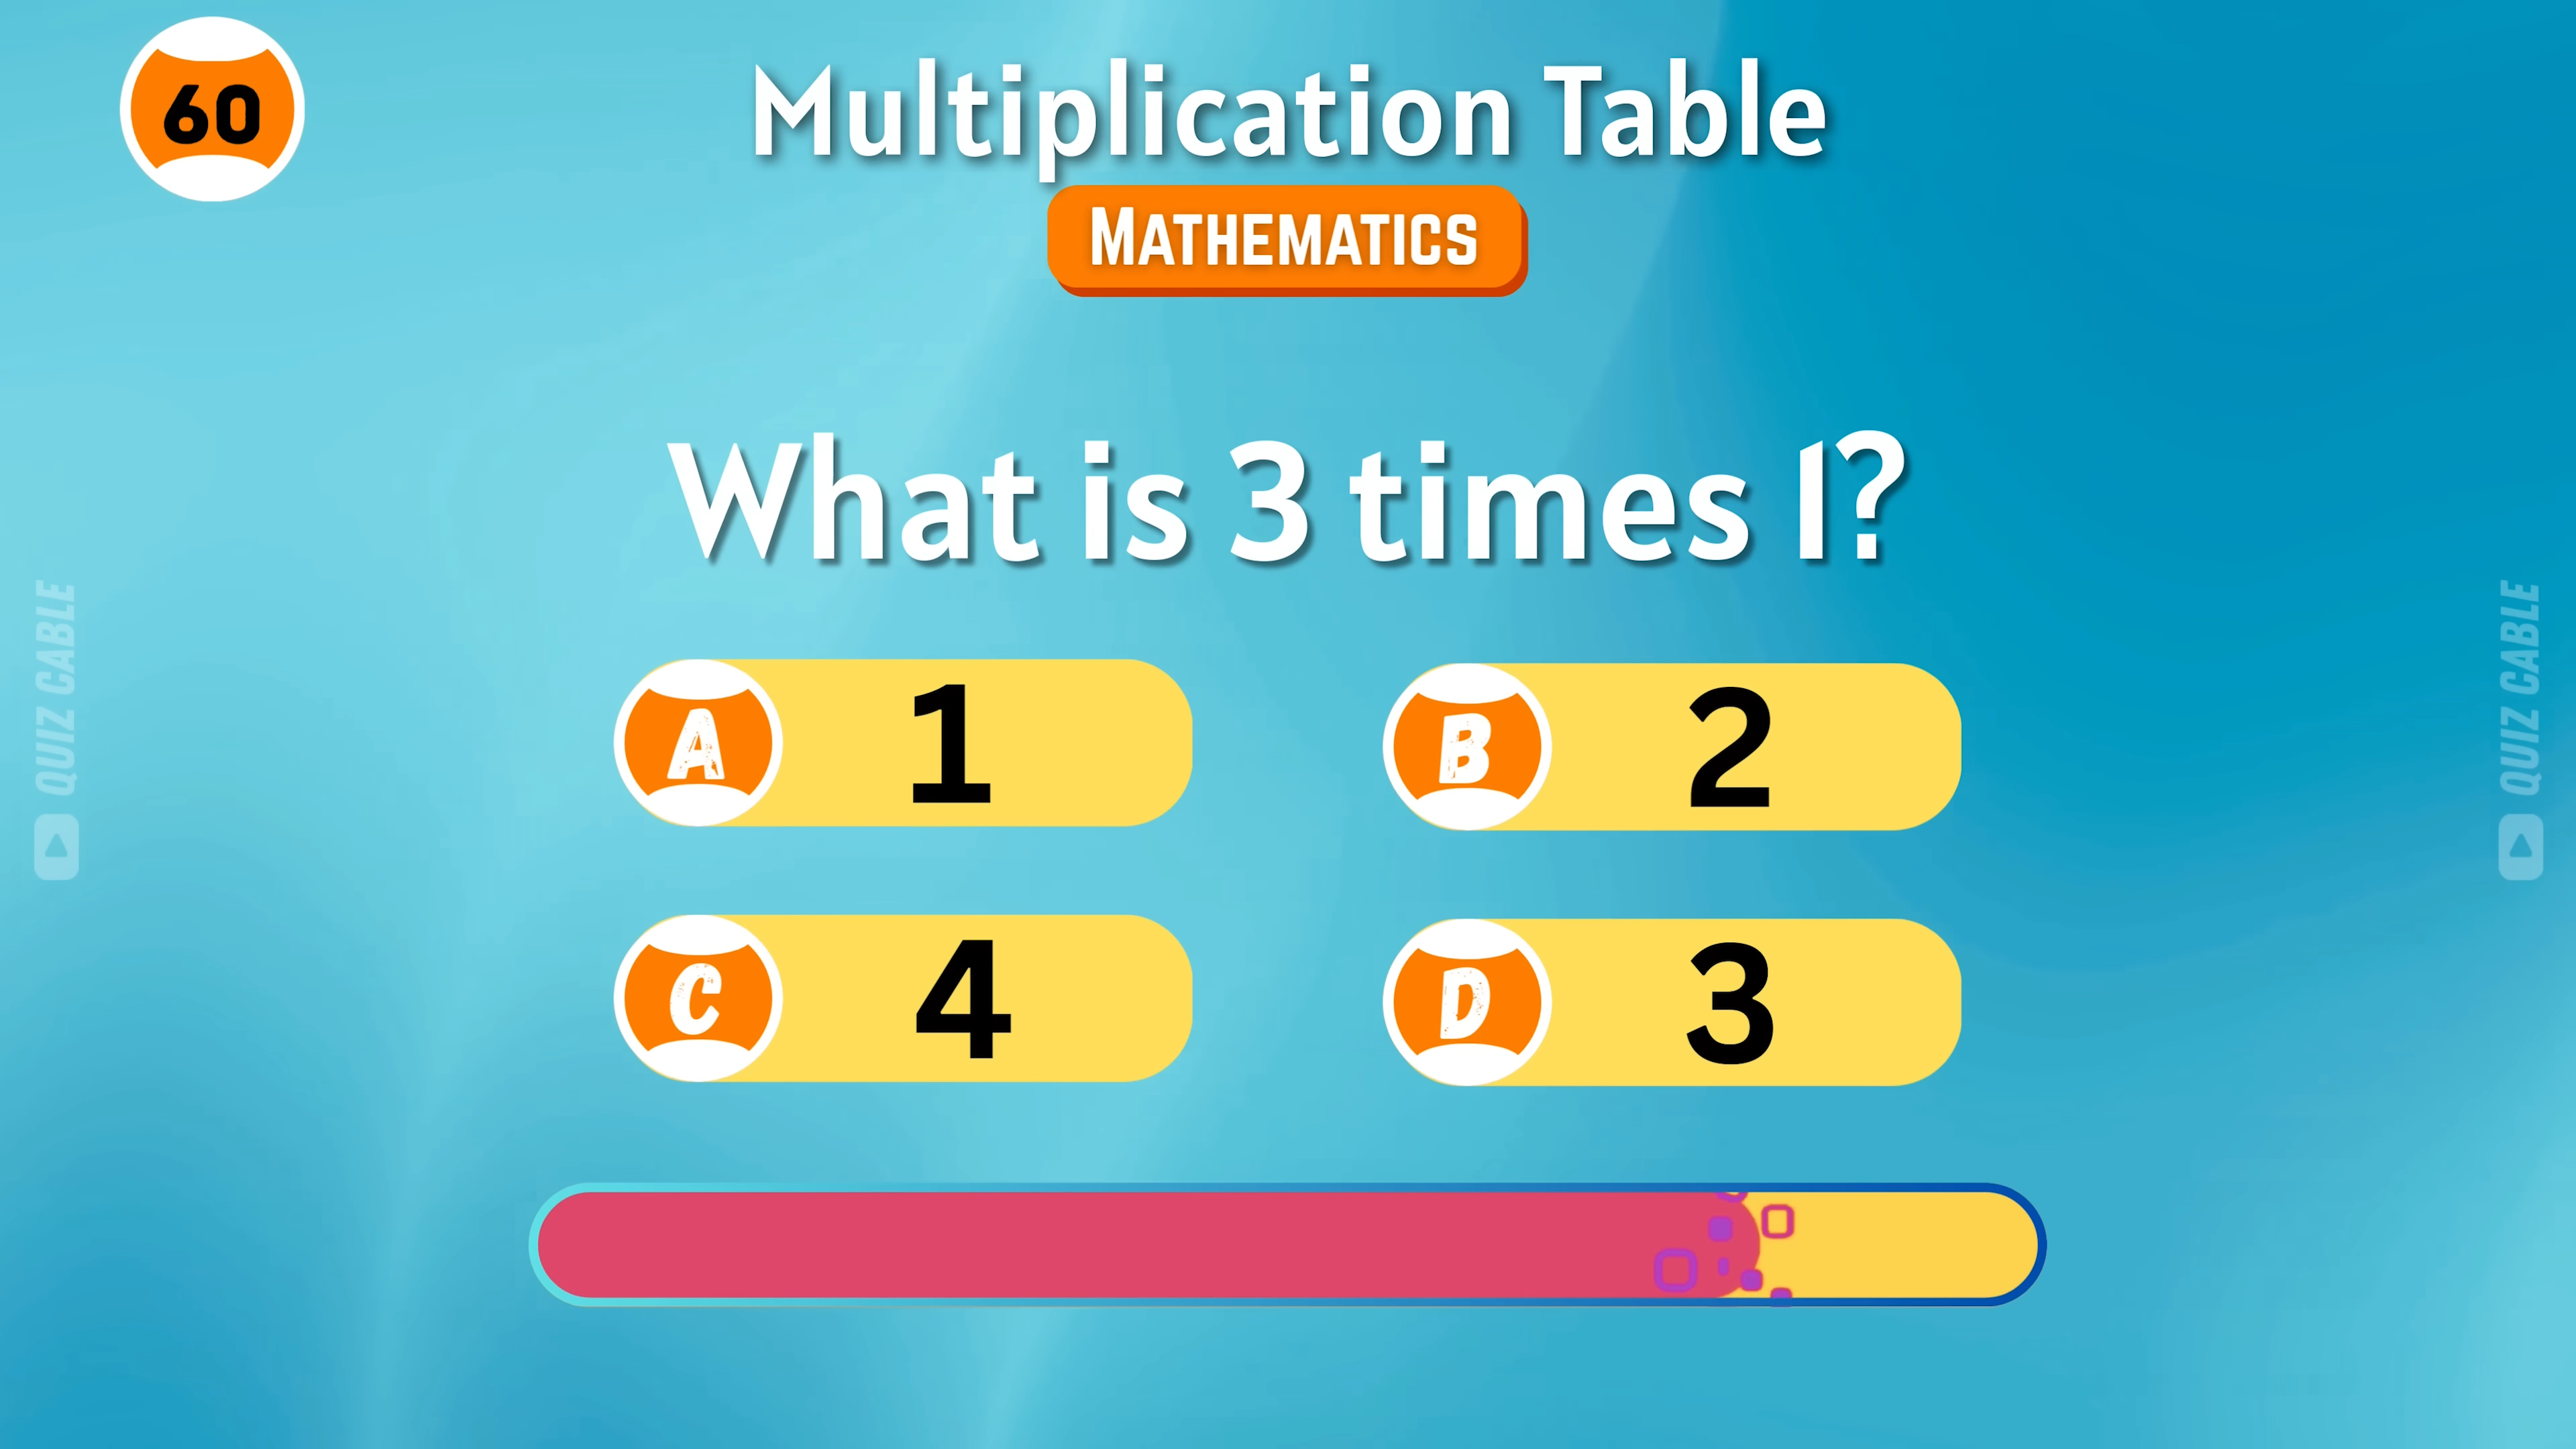 60
Multiplication Table
MATHEMATICS
What is 3 times 1?
A 1
B 2
C 4
D 3
QUIZ CABLE
QUIZ CABLE